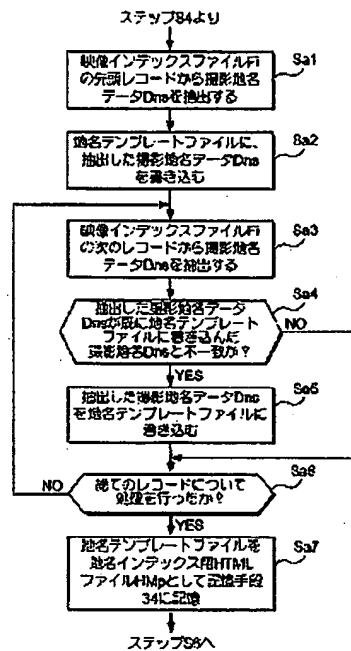 ステップS4より
映像インデックスファイルFi
の先頭レコードから撮影地名
データDnsを抽出する
Sa1
地名テンプレートファイルに、
抽出した撮影地名データDns
を書き込む
Sa2
映像インデックスファイルFi
の次のレコードから撮影地名
データDnsを抽出する
Sa3
抽出した撮影地名データ
Dnsが既に地名テンプレート
ファイルに書き込んだ
撮影地名Dnsと不一致か?
Sa4
NO
YES
抽出した撮影地名データDns
を地名テンプレートファイルに
書き込む
Sa5
全てのレコードについて
処理を行ったか?
Sa6
NO
YES
地名テンプレートファイルを
地名インデックス用HTML
ファイルHMpとして記憶手段
34に記憶
Sa7
ステップS6へ